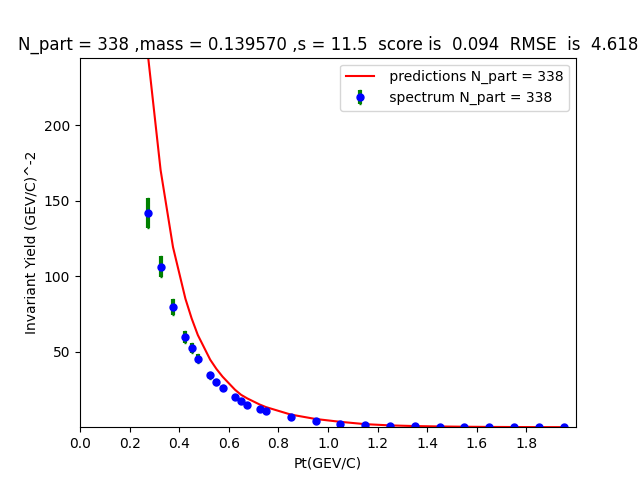 N_part = 338 ,mass = 0.139570 ,s = 11.5  score is  0.094  RMSE  is  4.618
predictions N_part = 338
spectrum N_part = 338
Invariant Yield (GEV/C)^-2
200
150
100
50
0.0 0.2 0.4 0.6 0.8 1.0 1.2 1.4 1.6 1.8
Pt(GEV/C)